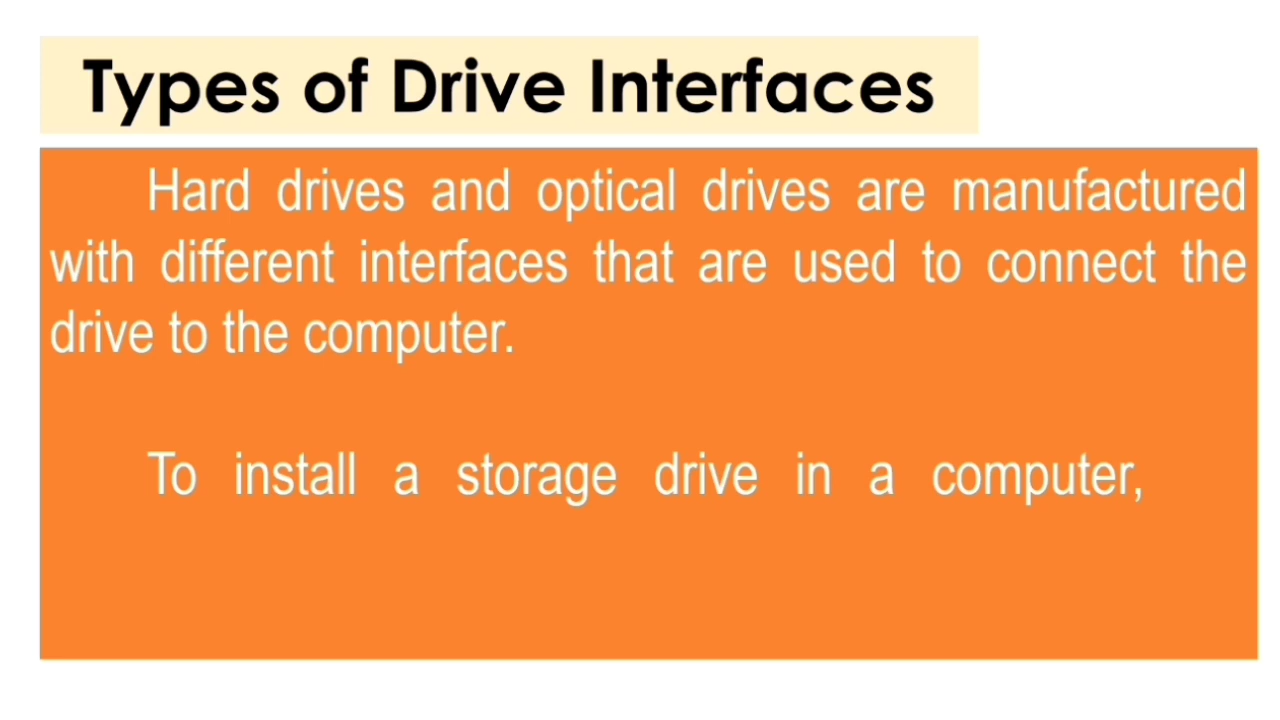 Types of Drive Interfaces
Hard drives and optical drives are manufactured
with different interfaces that are used to connect the
drive to the computer.
To install a storage drive in a computer,